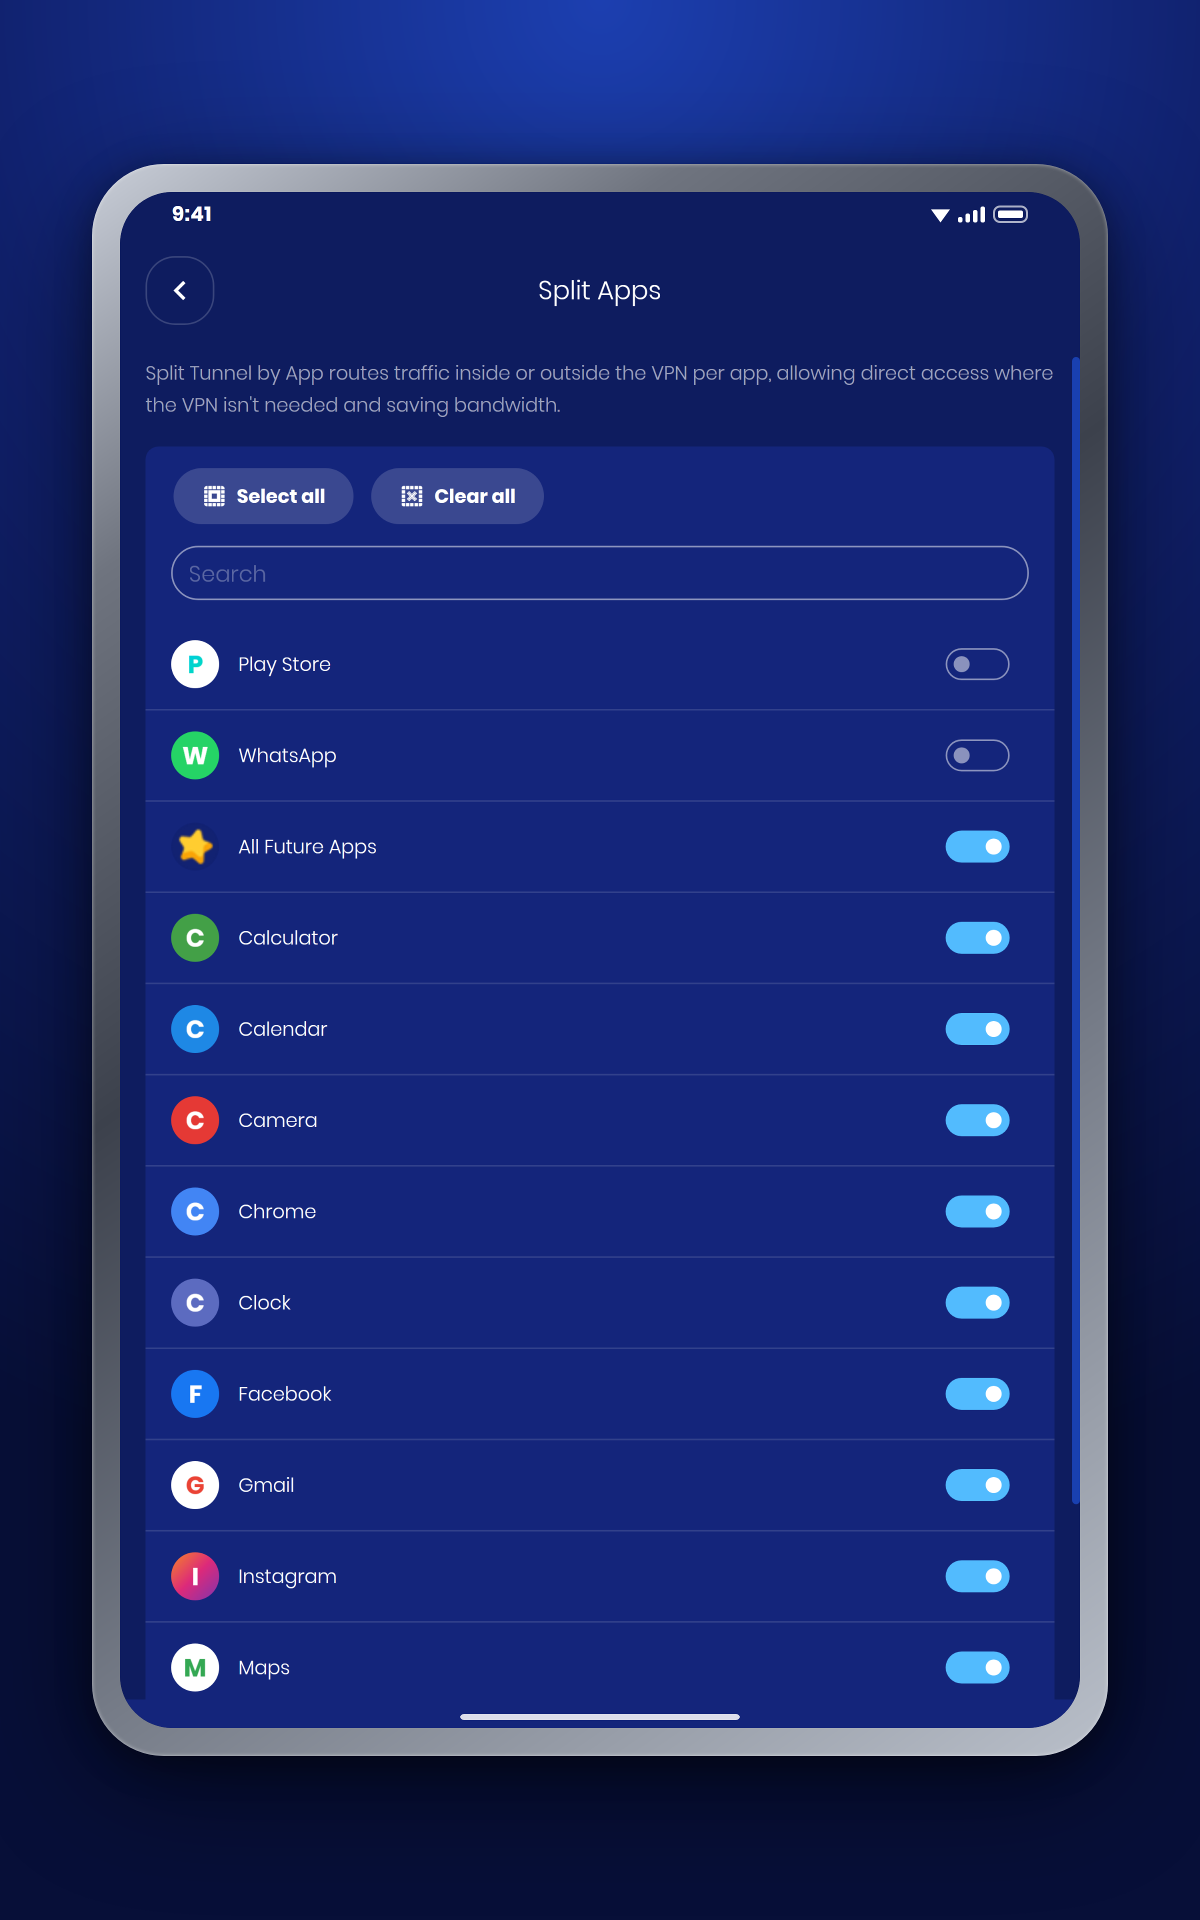 9:41
Split Apps
Split Tunnel by App routes traffic inside or outside the VPN per app, allowing direct access where
the VPN isn't needed and saving bandwidth.
Select all
Clear all
Search
P Play Store
W WhatsApp
All Future Apps
C Calculator
C Calendar
C Camera
C Chrome
C Clock
F Facebook
G Gmail
I Instagram
M Maps